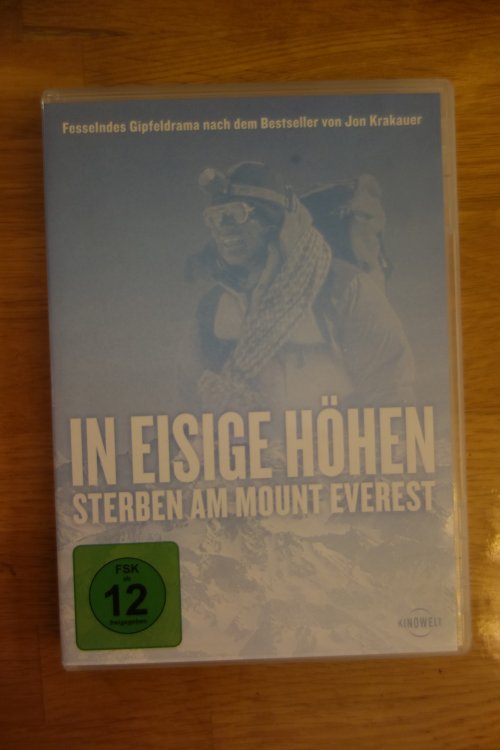 Fesselndes Gipfeldrama nach dem Bestseller von Jon Krakauer
IN EISIGE HÖHEN
STERBEN AM MOUNT EVEREST
FSK
ab
12
freigegeben
KINOWELT